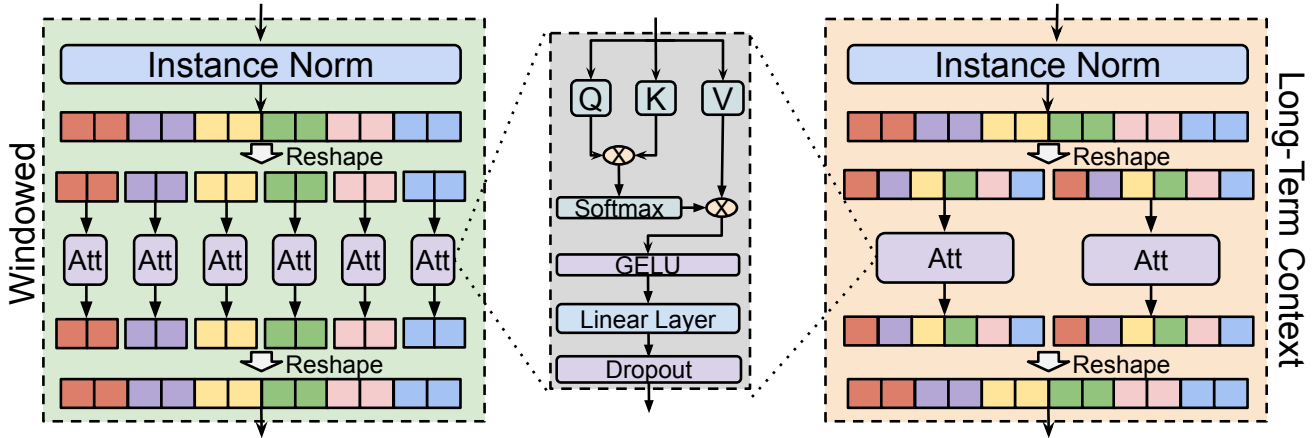 Windowed
Instance Norm
Reshape
Att Att Att Att Att Att
Reshape
Q K V
X
Softmax X
GELU
Linear Layer
Dropout
Instance Norm
Reshape
Att Att
Reshape
Long-Term Context